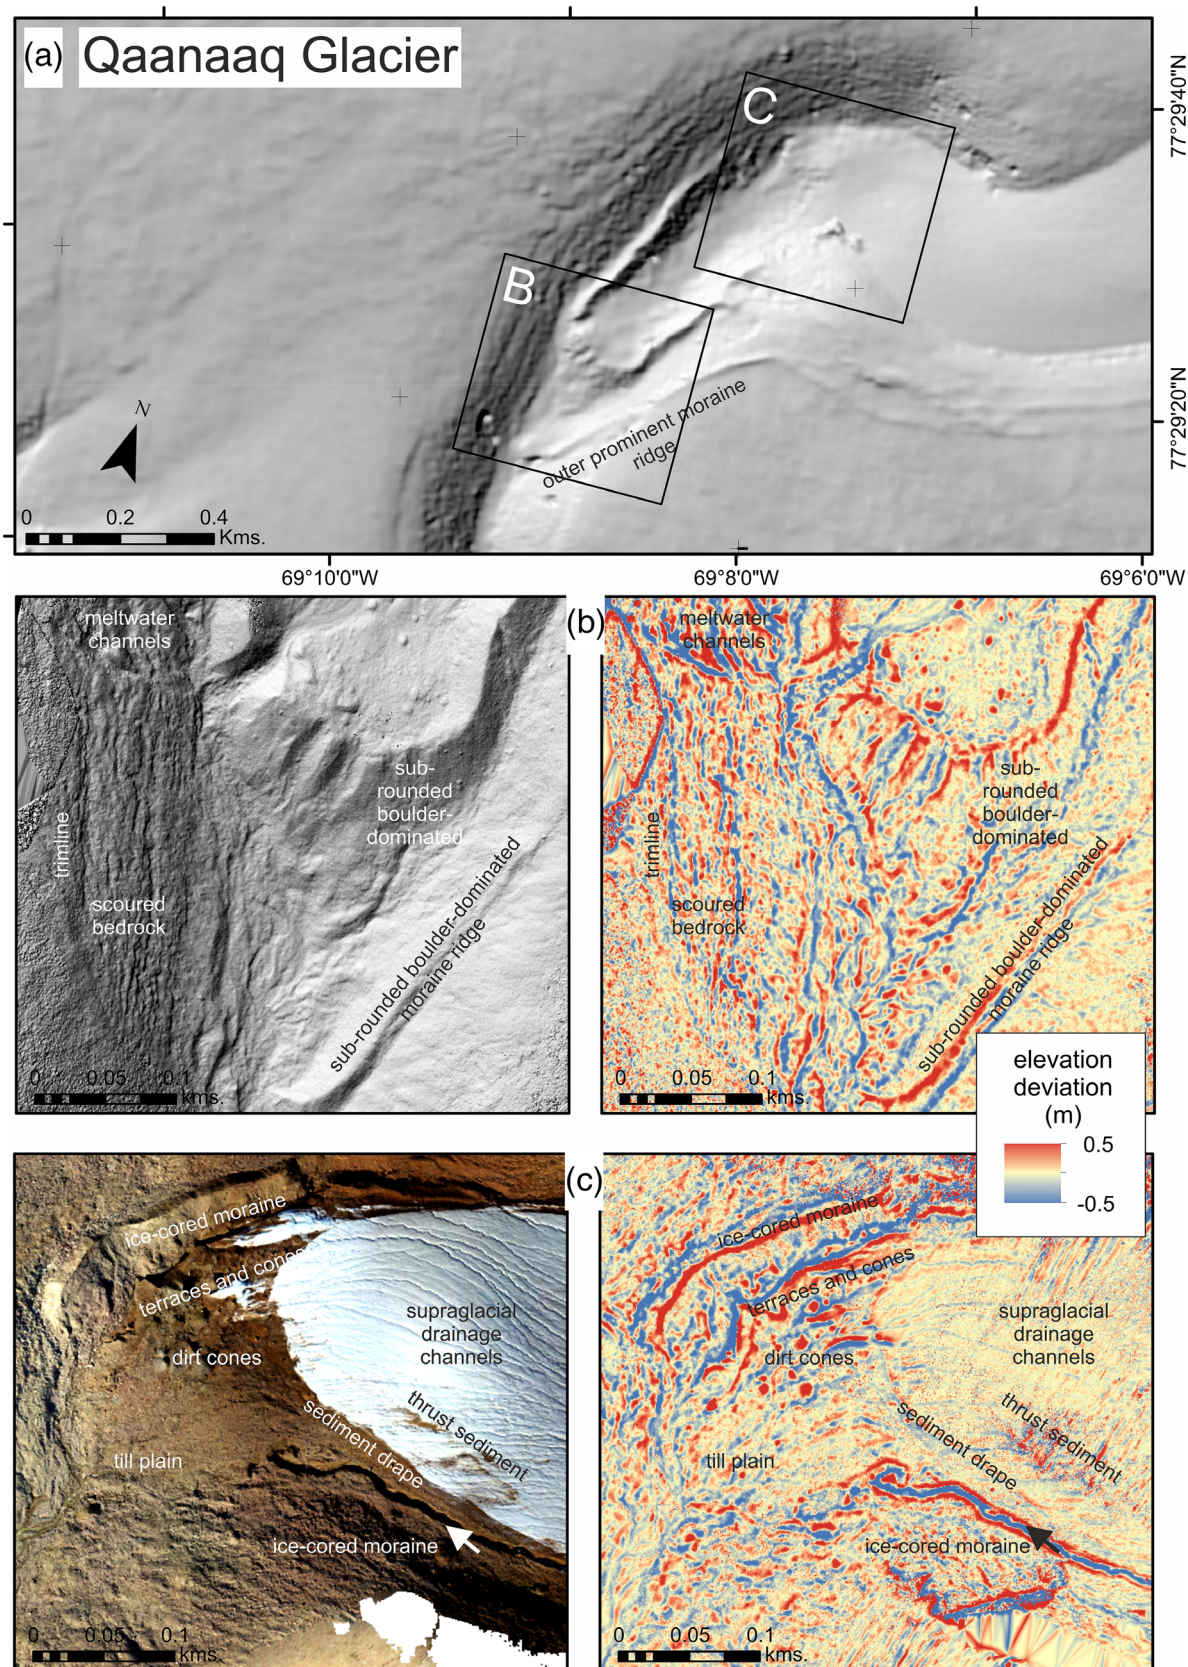 (a) Qaanaaq Glacier
C
B
outer prominent moraine
ridge
N
0 0.2 0.4
Kms.
77°29'40"N
77°29'20"N
69°10'0"W 69°8'0"W 69°6'0"W
(b)
meltwater
channels
sub-
rounded
boulder-
dominated
trimline
scoured
bedrock
sub-rounded boulder-dominated
moraine ridge
0 0.05 0.1
kms.
meltwater
channels
sub-
rounded
boulder-
dominated
trimline
scoured
bedrock
sub-rounded boulder-dominated
moraine ridge
0 0.05 0.1
kms.
elevation
deviation
(m)
0.5
-0.5
(c)
ice-cored moraine
terraces and cones
supraglacial
drainage
channels
dirt cones
thrust sediment
sediment drape
till plain
ice-cored moraine
0 0.05 0.1
kms.
ice-cored moraine
terraces and cones
supraglacial
drainage
channels
dirt cones
thrust sediment
sediment drape
till plain
ice-cored moraine
0 0.05 0.1
kms.